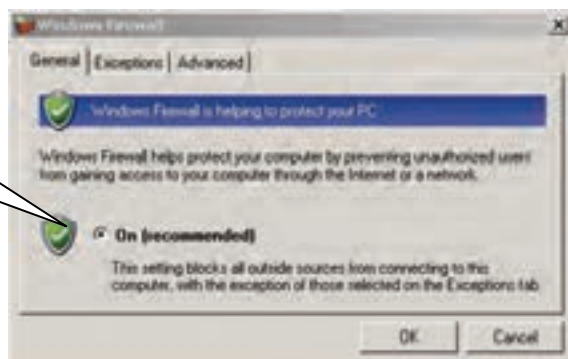 Windows Firewall
General Exceptions Advanced
Windows Firewall is helping to protect your PC
Windows Firewall helps protect your computer by preventing unauthorized users
from gaining access to your computer through the Internet or a network.
On (recommended)
This setting blocks all outside sources from connecting to this
computer, with the exception of those selected on the Exceptions tab
OK Cancel